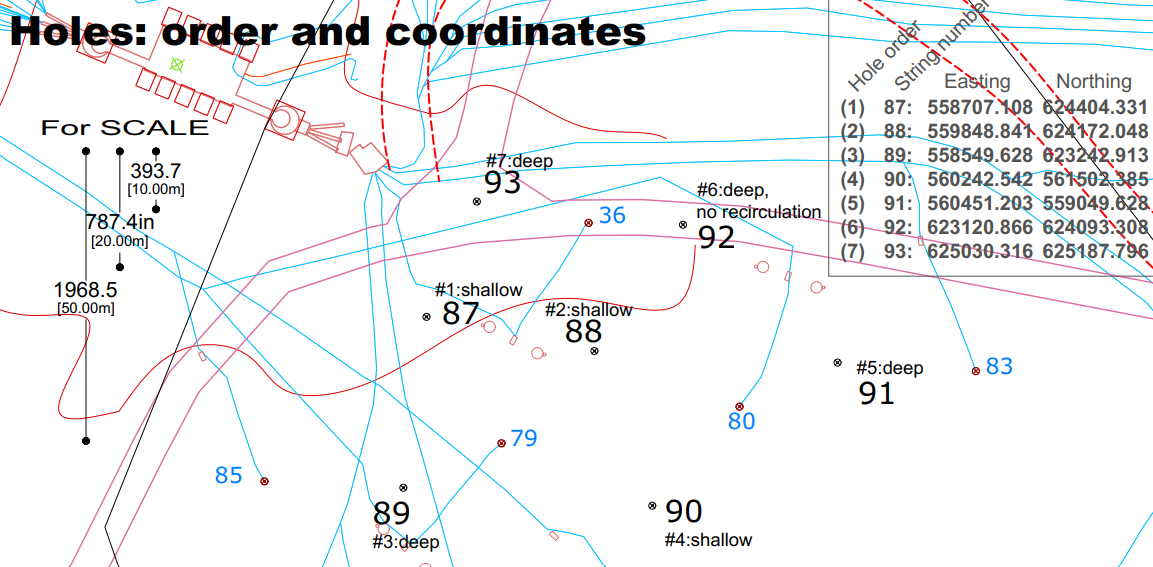 Holes: order and coordinates
Hole order
String number
Easting Northing
(1) 87: 558707.108 624404.331
(2) 88: 559848.841 624172.048
(3) 89: 558549.628 623242.913
(4) 90: 560242.542 561502.385
(5) 91: 560451.203 559049.628
(6) 92: 623120.866 624093.308
(7) 93: 625030.316 625187.796
For SCALE
393.7
[10.00m]
787.4in
[20.00m]
1968.5
[50.00m]
#7:deep
93
#6:deep,
no recirculation
92
36
#1:shallow
87
#2:shallow
88
#5:deep
91
83
80
79
85
89
#3:deep
90
#4:shallow